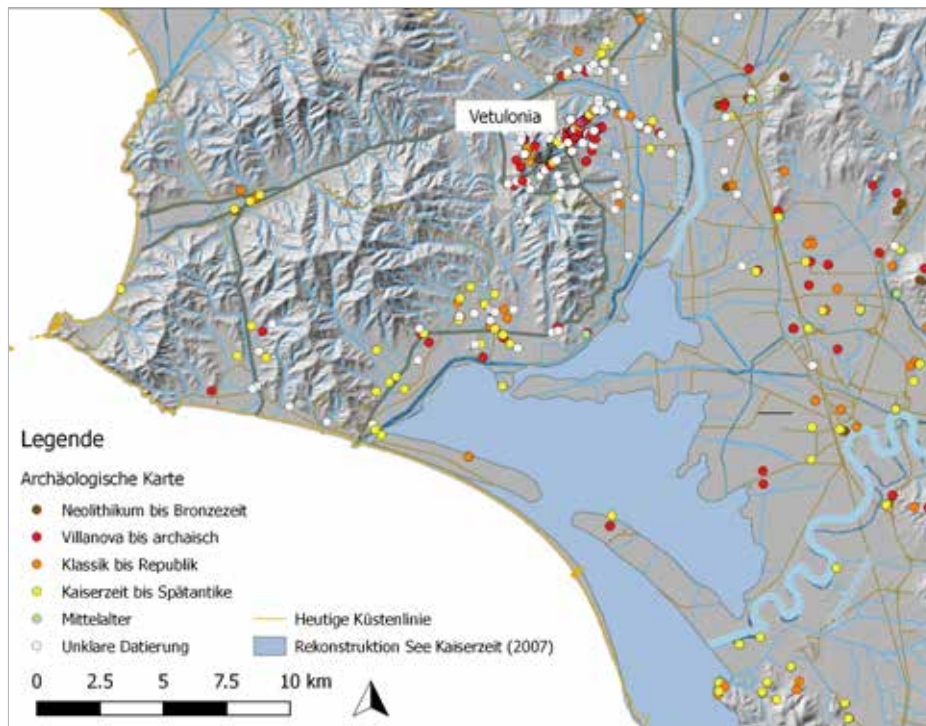 Vetulonia
Legende
Archäologische Karte
Neolithikum bis Bronzezeit
Villanova bis archaisch
Klassik bis Republik
Kaiserzeit bis Spätantike
Mittelalter
Unklare Datierung
Heutige Küstenlinie
Rekonstruktion See Kaiserzeit (2007)
0 2.5 5 7.5 10 km